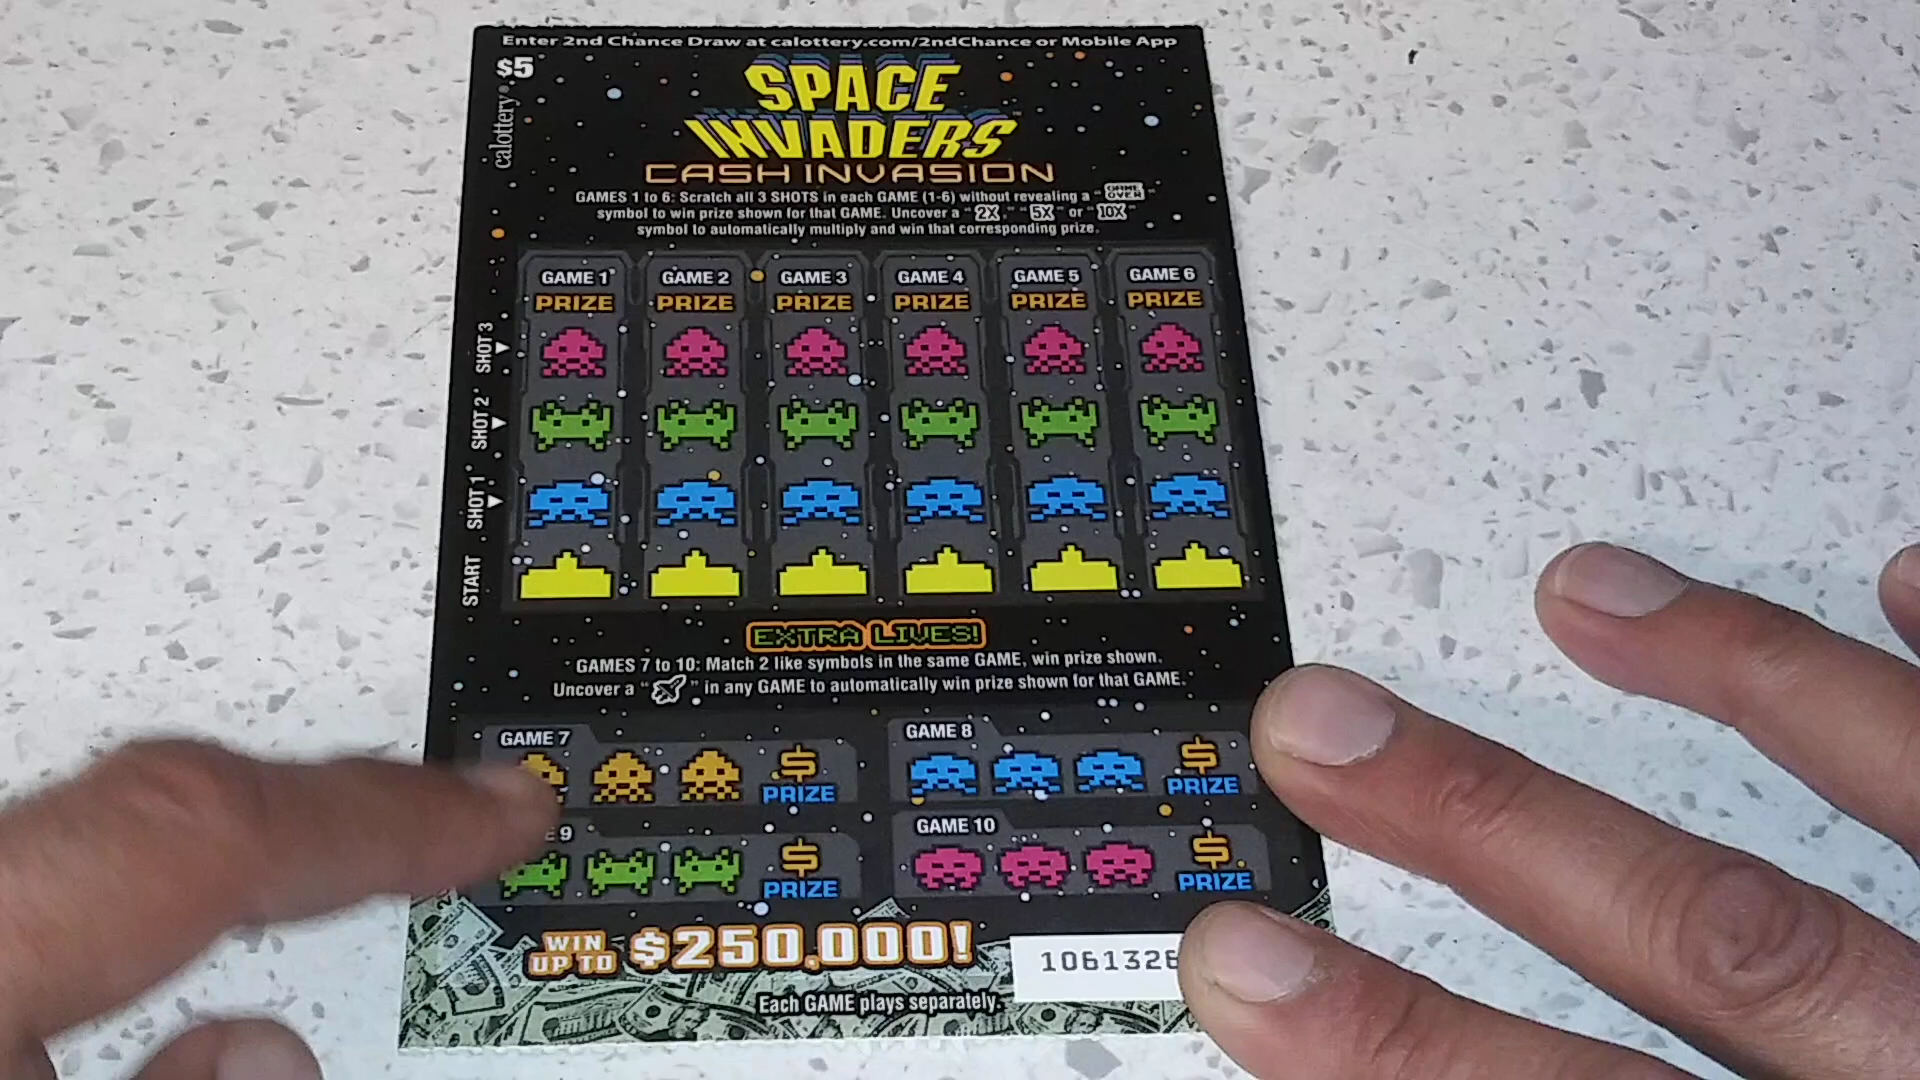 Enter 2nd Chance Draw at calottery.com/2ndChance or Mobile App
$5
calottery
SPACE
INVADERS™
CASH INVASION
GAMES 1 to 6: Scratch all 3 SHOTS in each GAME (1-6) without revealing a "GAME OVER"
symbol to win prize shown for that GAME. Uncover a "2X," "5X" or "10X"
symbol to automatically multiply and win that corresponding prize.
GAME 1 GAME 2 GAME 3 GAME 4 GAME 5 GAME 6
PRIZE PRIZE PRIZE PRIZE PRIZE PRIZE
SHOT 3
SHOT 2
SHOT 1
START
EXTRA LIVES!
GAMES 7 to 10: Match 2 like symbols in the same GAME, win prize shown.
Uncover a " " in any GAME to automatically win prize shown for that GAME.
GAME 7
$
PRIZE
GAME 8
$
PRIZE
9
$
PRIZE
GAME 10
$
PRIZE
WIN
UP TO
$250,000!
1061326
Each GAME plays separately.